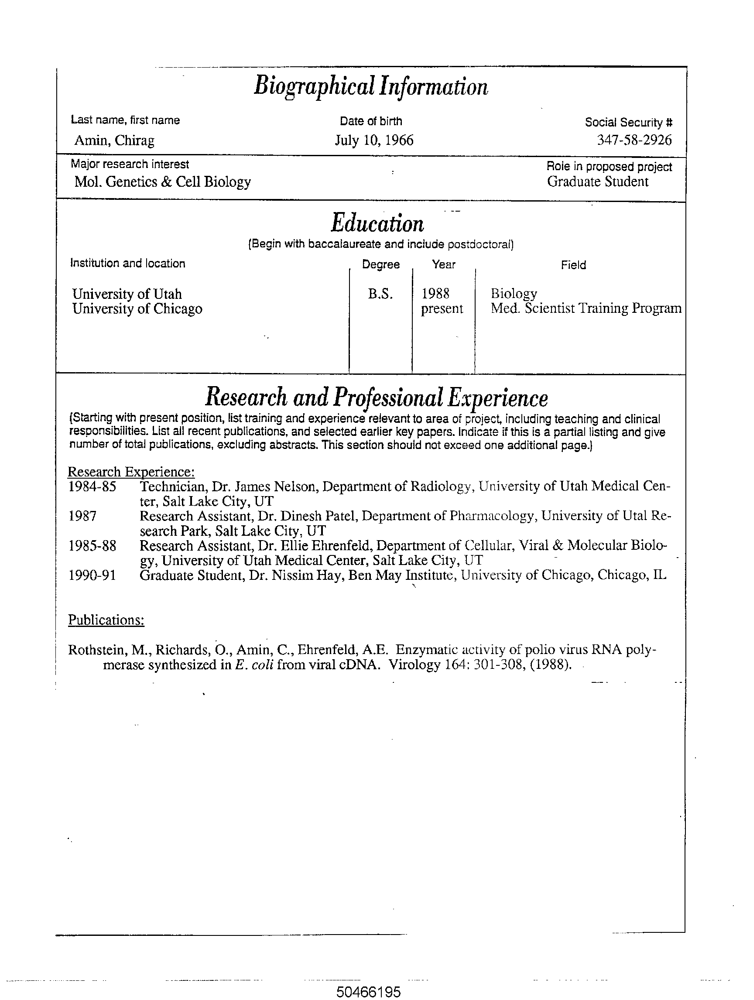 Biographical Information
Last name, first name Date of birth Social Security #
Amin, Chirag July 10, 1966 347-58-2926
Major research interest Role in proposed project
Mol. Genetics & Cell Biology Graduate Student
Education
(Begin with baccalaureate and include postdoctoral)
Institution and location Degree Year Field
University of Utah B.S. 1988 Biology
University of Chicago present Med. Scientist Training Program
Research and Professional Experience
(Starting with present position, list training and experience relevant to area of project, including teaching and clinical
responsibilities. List all recent publications, and selected earlier key papers. Indicate if this is a partial listing and give
number of total publications, excluding abstracts. This section should not exceed one additional page.)
Research Experience:
1984-85 Technician, Dr. James Nelson, Department of Radiology, University of Utah Medical Cen-
ter, Salt Lake City, UT
1987 Research Assistant, Dr. Dinesh Patel, Department of Pharmacology, University of Utal Re-
search Park, Salt Lake City, UT
1985-88 Research Assistant, Dr. Ellie Ehrenfeld, Department of Cellular, Viral & Molecular Biolo-
gy, University of Utah Medical Center, Salt Lake City, UT
1990-91 Graduate Student, Dr. Nissim Hay, Ben May Institute, University of Chicago, Chicago, IL
Publications:
Rothstein, M., Richards, O., Amin, C., Ehrenfeld, A.E. Enzymatic activity of polio virus RNA poly-
merase synthesized in E. coli from viral cDNA. Virology 164: 301-308, (1988).
50466195